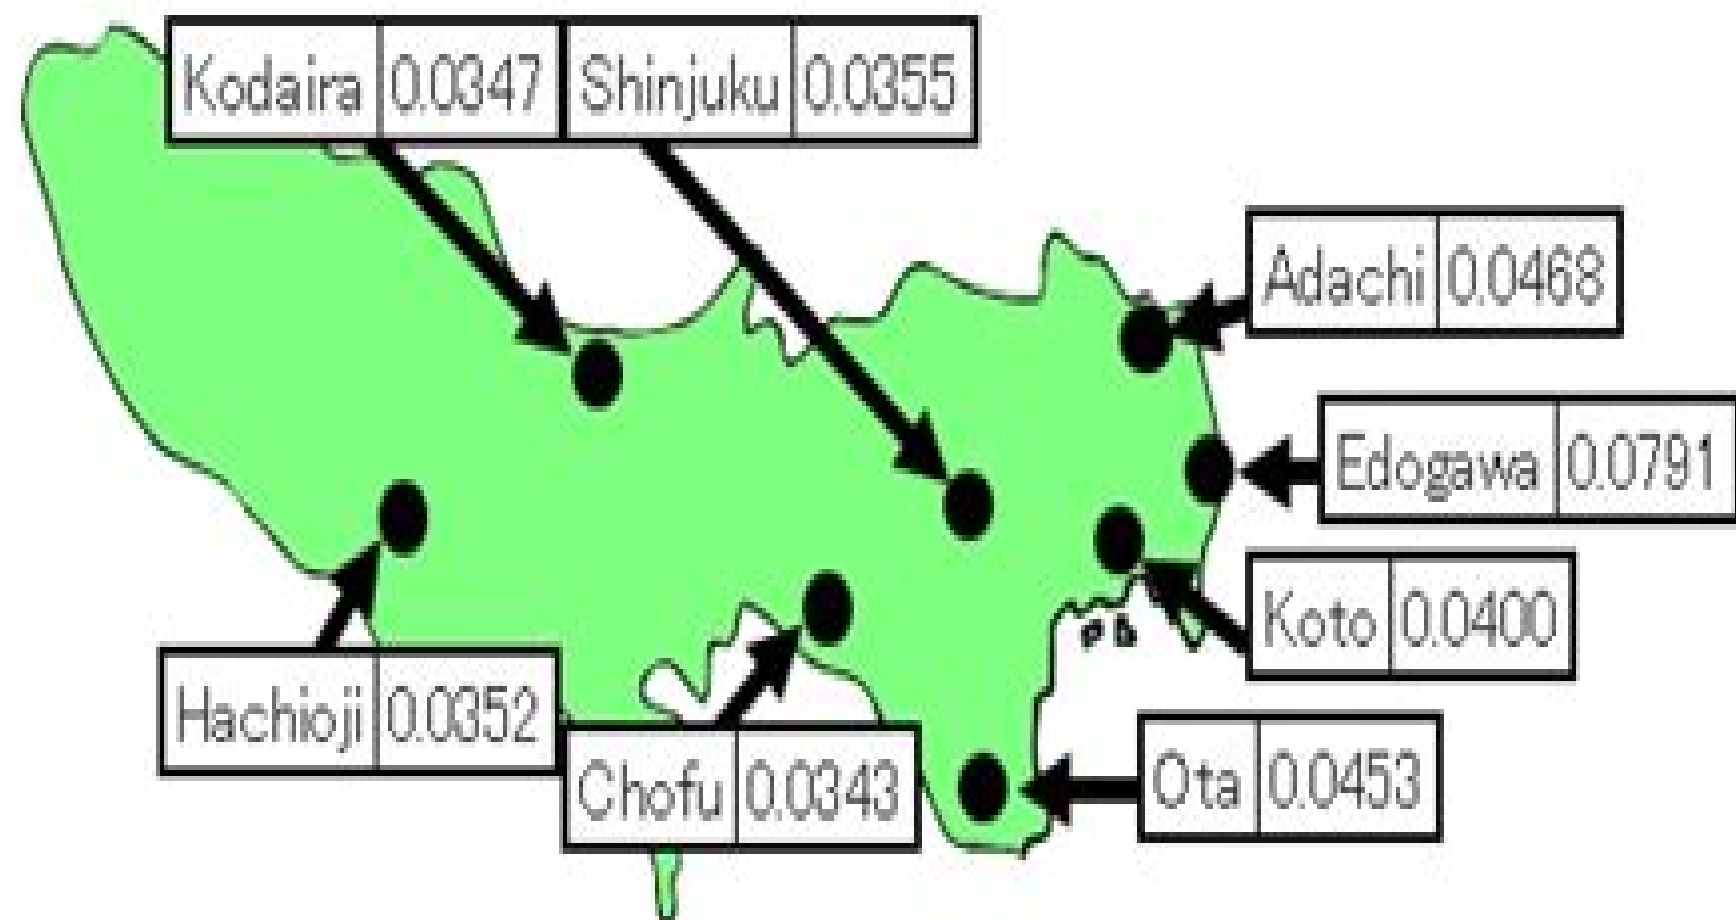 Kodaira 0.0347
Shinjuku 0.0355
Adachi 0.0468
Edogawa 0.0791
Koto 0.0400
Hachioji 0.0352
Chofu 0.0343
Ota 0.0453